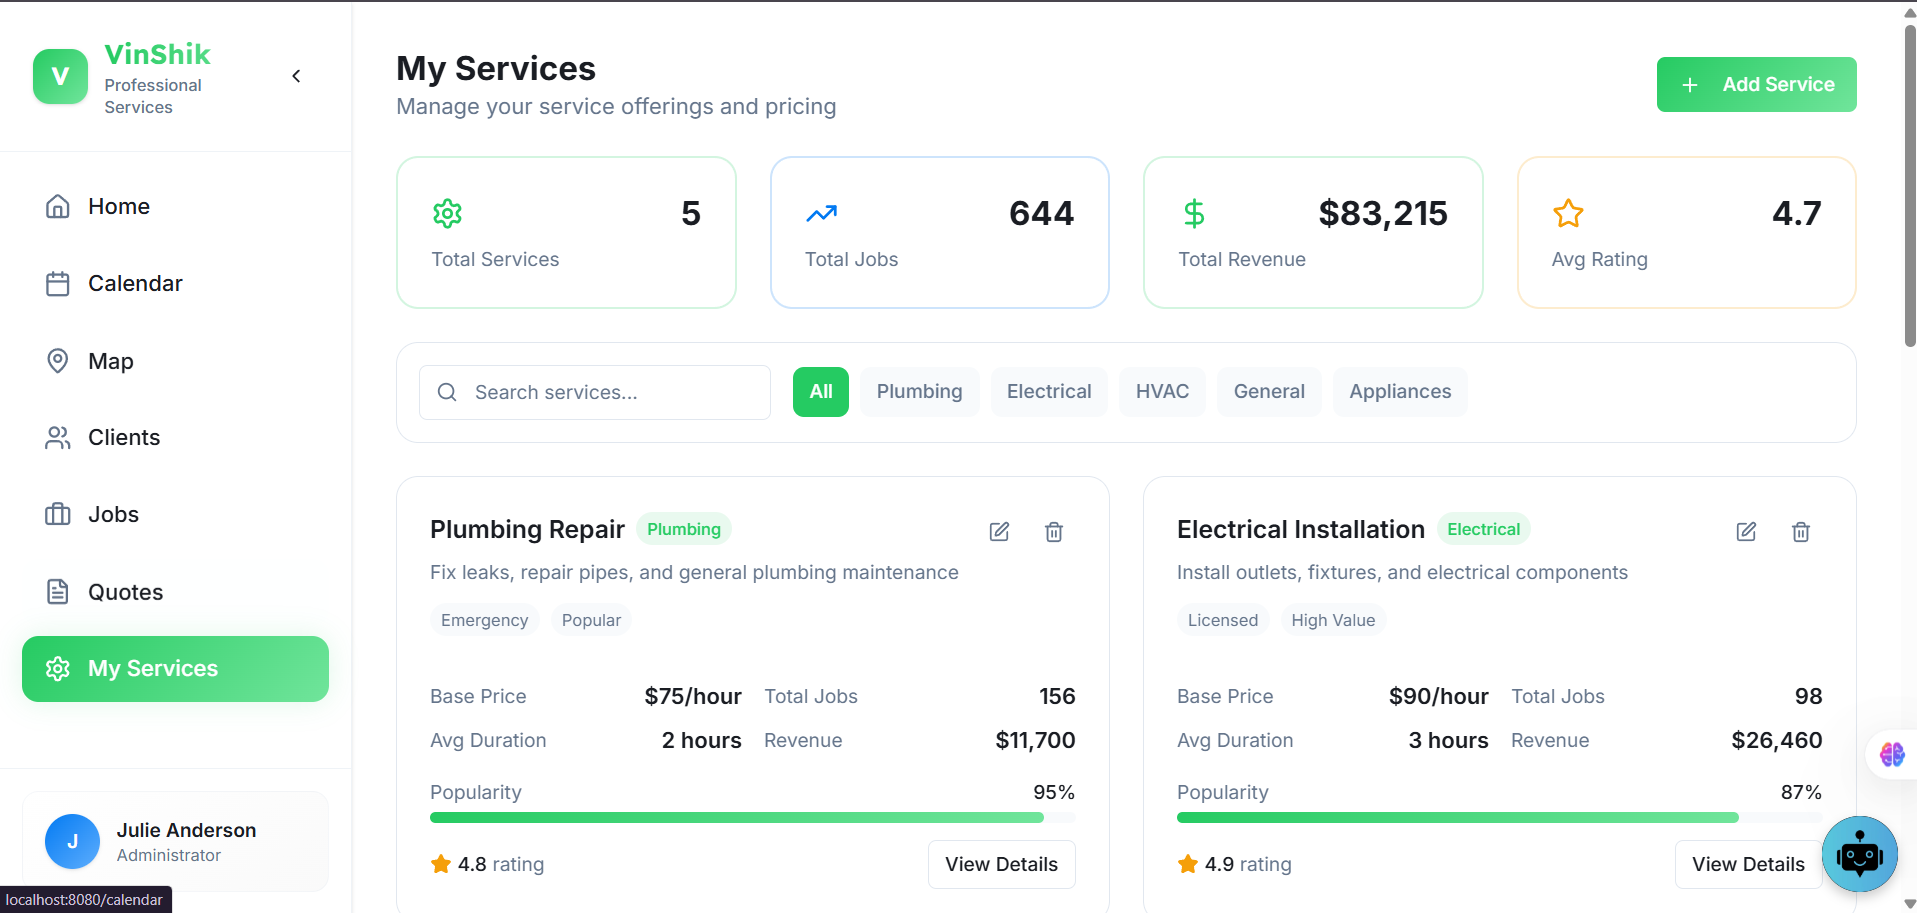 V
VinShik
Professional
Services
Home
Calendar
Map
Clients
Jobs
Quotes
My Services
J
Julie Anderson
Administrator
localhost:8080/calendar
My Services
Manage your service offerings and pricing
Add Service
5
Total Services
644
Total Jobs
$83,215
Total Revenue
4.7
Avg Rating
Search services...
All Plumbing Electrical HVAC General Appliances
Plumbing Repair Plumbing
Fix leaks, repair pipes, and general plumbing maintenance
Emergency Popular
Base Price $75/hour Total Jobs 156
Avg Duration 2 hours Revenue $11,700
Popularity 95%
4.8 rating View Details
Electrical Installation Electrical
Install outlets, fixtures, and electrical components
Licensed High Value
Base Price $90/hour Total Jobs 98
Avg Duration 3 hours Revenue $26,460
Popularity 87%
4.9 rating View Details